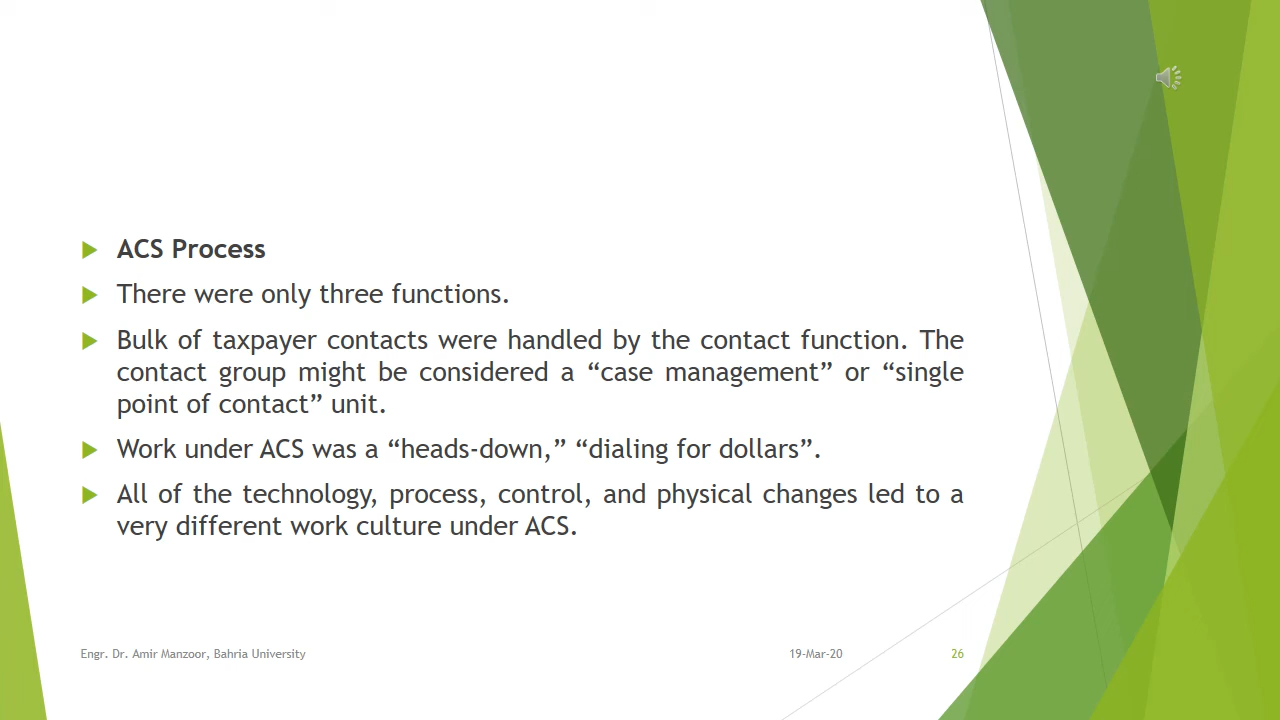 ACS Process
There were only three functions.
Bulk of taxpayer contacts were handled by the contact function. The
contact group might be considered a “case management” or “single
point of contact” unit.
Work under ACS was a “heads-down,” “dialing for dollars”.
All of the technology, process, control, and physical changes led to a
very different work culture under ACS.
Engr. Dr. Amir Manzoor, Bahria University 19-Mar-20 26